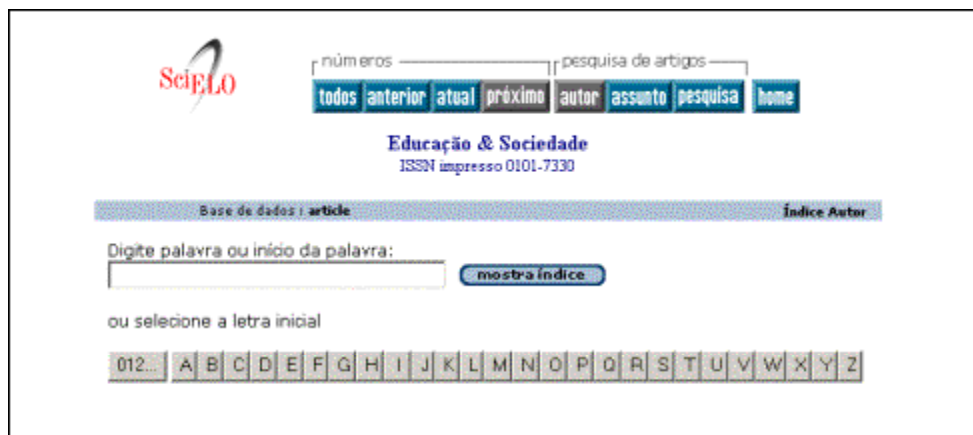 SciELO
números pesquisa de artigos
todos anterior atual próximo autor assunto pesquisa home
Educação & Sociedade
ISSN impresso 0101-7330
Base de dados : article Índice Autor
Digite palavra ou início da palavra:
mostra índice
ou selecione a letra inicial
012... A B C D E F G H I J K L M N O P Q R S T U V W X Y Z